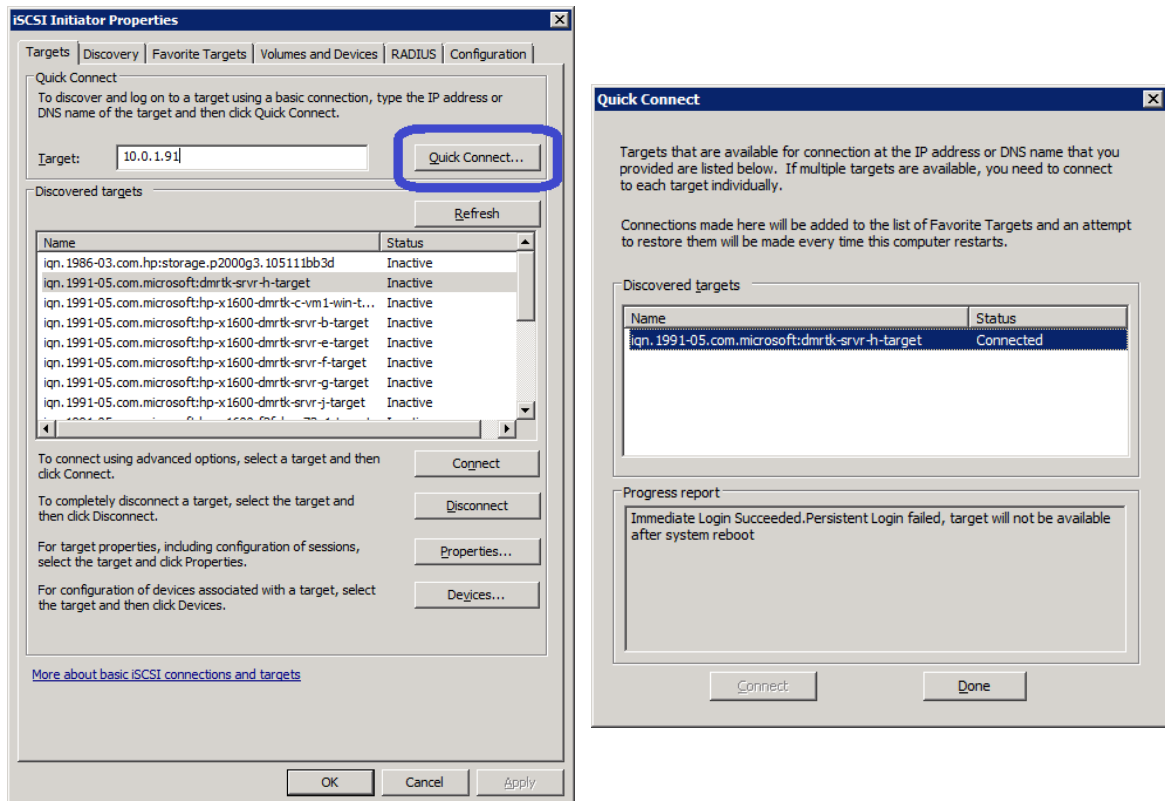 iSCSI Initiator Properties
Targets Discovery Favorite Targets Volumes and Devices RADIUS Configuration
Quick Connect
To discover and log on to a target using a basic connection, type the IP address or
DNS name of the target and then click Quick Connect.
Target: 10.0.1.91 Quick Connect...
Discovered targets
Refresh
Name Status
iqn.1986-03.com.hp:storage.p2000g3.105111bb3d Inactive
iqn.1991-05.com.microsoft:dmrtk-srvr-h-target Inactive
iqn.1991-05.com.microsoft:hp-x1600-dmrtk-c-vm1-win-t... Inactive
iqn.1991-05.com.microsoft:hp-x1600-dmrtk-srvr-b-target Inactive
iqn.1991-05.com.microsoft:hp-x1600-dmrtk-srvr-e-target Inactive
iqn.1991-05.com.microsoft:hp-x1600-dmrtk-srvr-f-target Inactive
iqn.1991-05.com.microsoft:hp-x1600-dmrtk-srvr-g-target Inactive
iqn.1991-05.com.microsoft:hp-x1600-dmrtk-srvr-j-target Inactive
To connect using advanced options, select a target and then
click Connect.
Connect
To completely disconnect a target, select the target and
then click Disconnect.
Disconnect
For target properties, including configuration of sessions,
select the target and click Properties.
Properties...
For configuration of devices associated with a target, select
the target and then click Devices.
Devices...
More about basic iSCSI connections and targets
OK Cancel Apply
Quick Connect
Targets that are available for connection at the IP address or DNS name that you
provided are listed below. If multiple targets are available, you need to connect
to each target individually.
Connections made here will be added to the list of Favorite Targets and an attempt
to restore them will be made every time this computer restarts.
Discovered targets
Name Status
iqn.1991-05.com.microsoft:dmrtk-srvr-h-target Connected
Progress report
Immediate Login Succeeded.Persistent Login failed, target will not be available
after system reboot
Connect Done